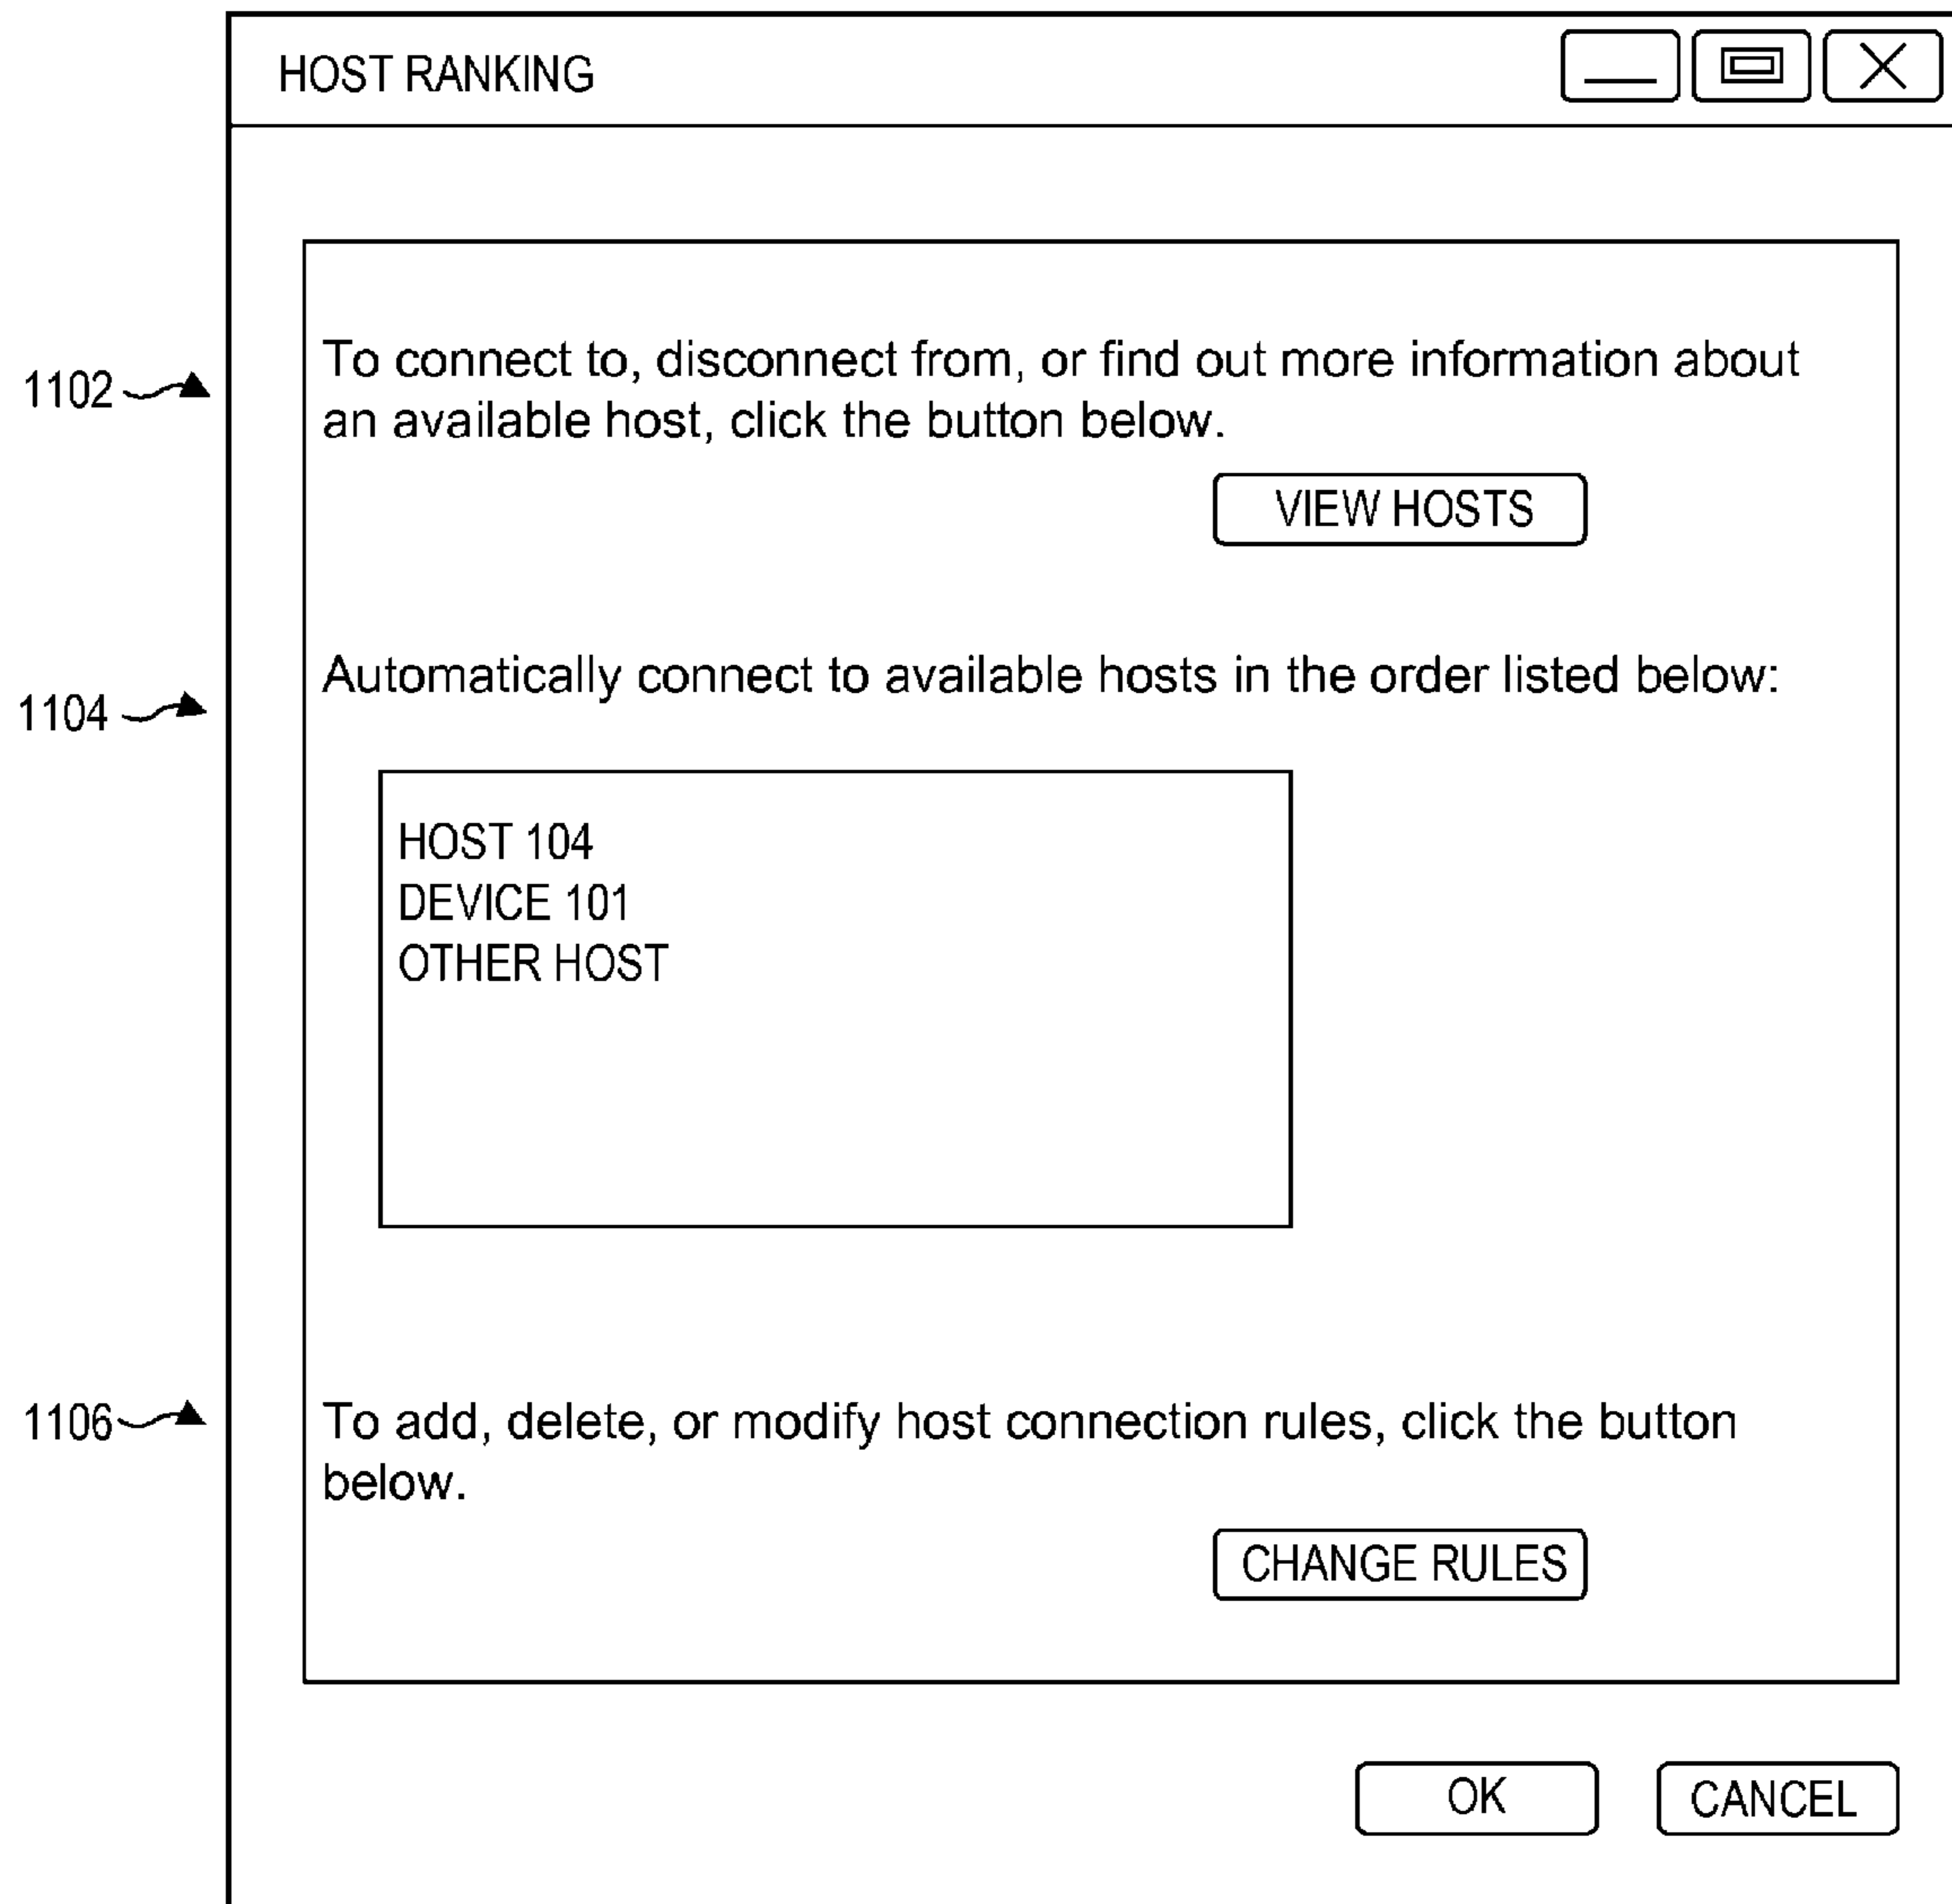 HOST RANKING
1102
To connect to, disconnect from, or find out more information about
an available host, click the button below.
VIEW HOSTS
1104
Automatically connect to available hosts in the order listed below:
HOST 104
DEVICE 101
OTHER HOST
1106
To add, delete, or modify host connection rules, click the button
below.
CHANGE RULES
OK
CANCEL